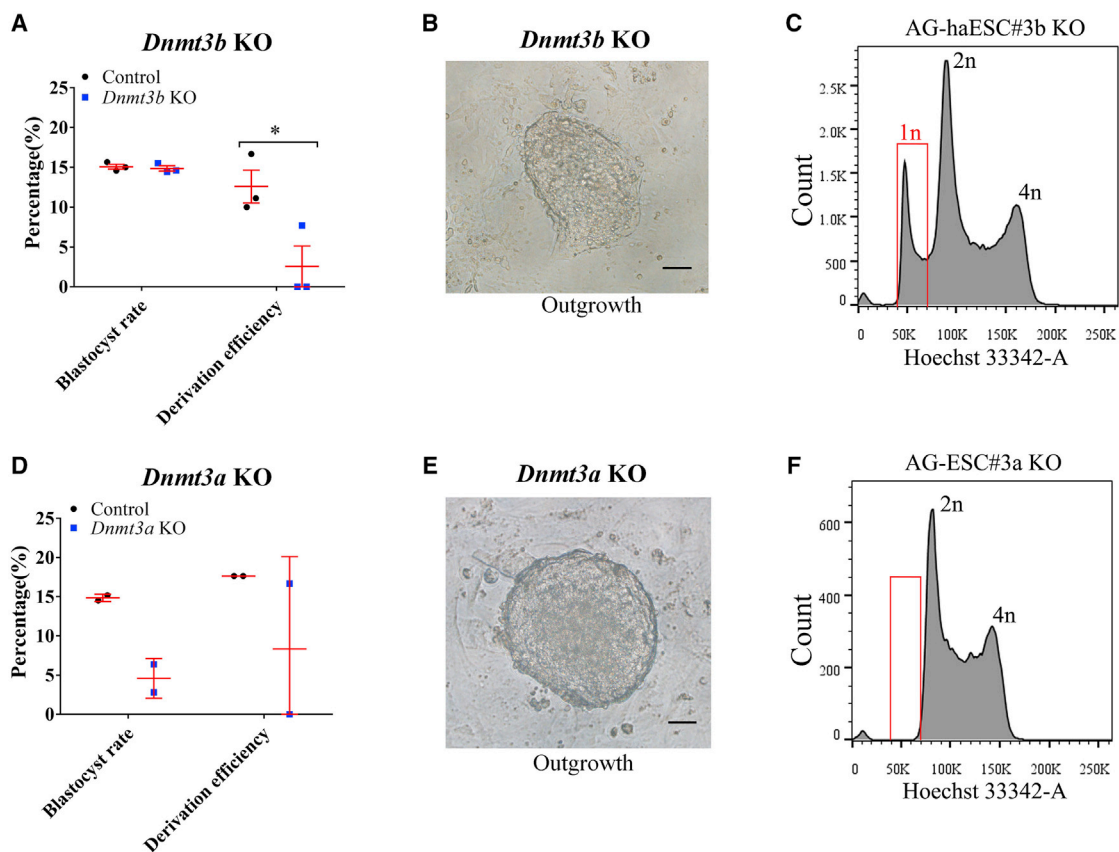 A
Dnmt3b KO
Control
Dnmt3b KO
25
20
15
10
5
0
*
Percentage(%)
Blastocyst rate
Derivation efficiency
B
Dnmt3b KO
Outgrowth
C
AG-haESC#3b KO
2n
1n
4n
2.5K
2.0K
1.5K
1.0K
500
0
Count
0 50K 100K 150K 200K 250K
Hoechst 33342-A
D
Dnmt3a KO
Control
Dnmt3a KO
25
20
15
10
5
0
Percentage(%)
Blastocyst rate
Derivation efficiency
E
Dnmt3a KO
Outgrowth
F
AG-ESC#3a KO
2n
4n
600
400
200
0
Count
0 50K 100K 150K 200K 250K
Hoechst 33342-A